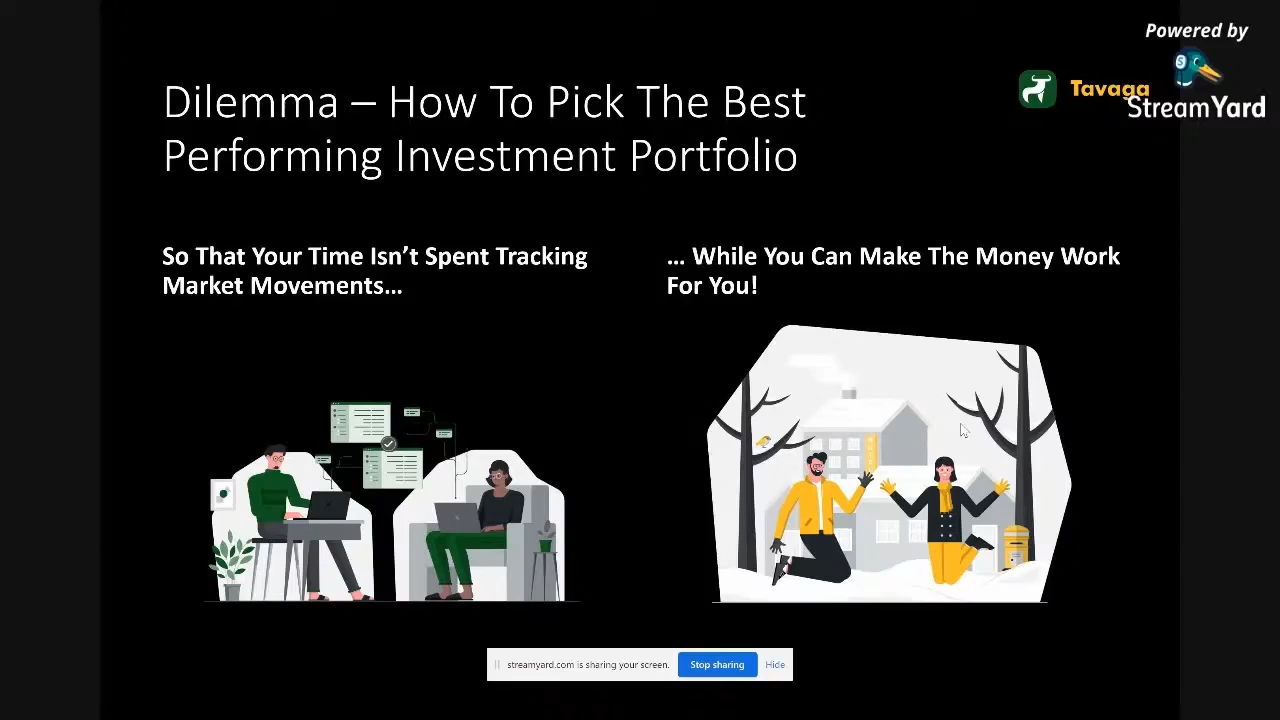 Powered by
StreamYard
Tavaga
Dilemma – How To Pick The Best
Performing Investment Portfolio
So That Your Time Isn’t Spent Tracking
Market Movements...
... While You Can Make The Money Work
For You!
streamyard.com is sharing your screen.
Stop sharing
Hide